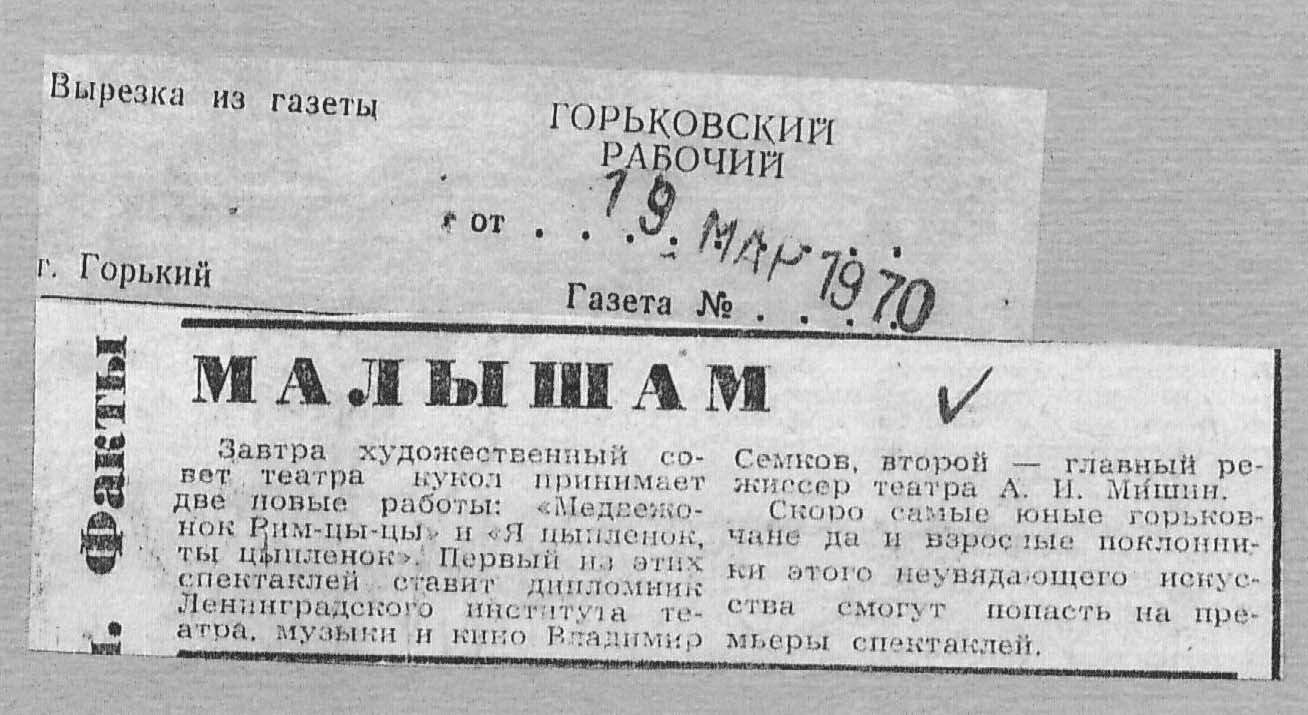 Вырезка из газеты
ГОРЬКОВСКИЙ
РАБОЧИЙ
от . . . . . . . .
19 МАР 1970
г. Горький
Газета № . . . .
Факты
МАЛЫШАМ
Завтра художественный со-
вет театра кукол принимает
две новые работы: «Медвежо-
нок Рим-цы-цы» и «Я цыпленок,
ты цыпленок». Первый из этих
спектаклей ставит дипломник
Ленинградского института те-
атра, музыки и кино Владимир
Семков, второй — главный ре-
жиссер театра А. И. Мишин.
Скоро самые юные горьков-
чане да и взрослые поклонни-
ки этого неувядающего искус-
ства смогут попасть на пре-
мьеры спектаклей.